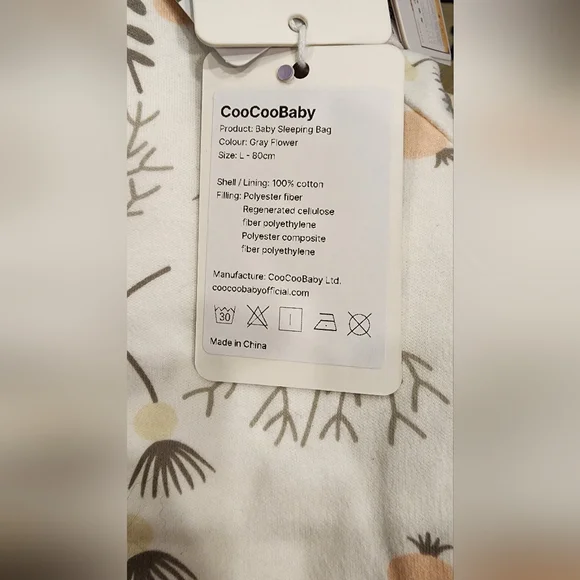 CooCooBaby
Product: Baby Sleeping Bag
Colour: Gray Flower
Size: L - 80cm
Shell / Lining: 100% cotton
Filling: Polyester fiber
Regenerated cellulose
fiber polyethylene
Polyester composite
fiber polyethylene
Manufacture: CooCooBaby Ltd.
coocoobabyofficial.com
30
Made in China